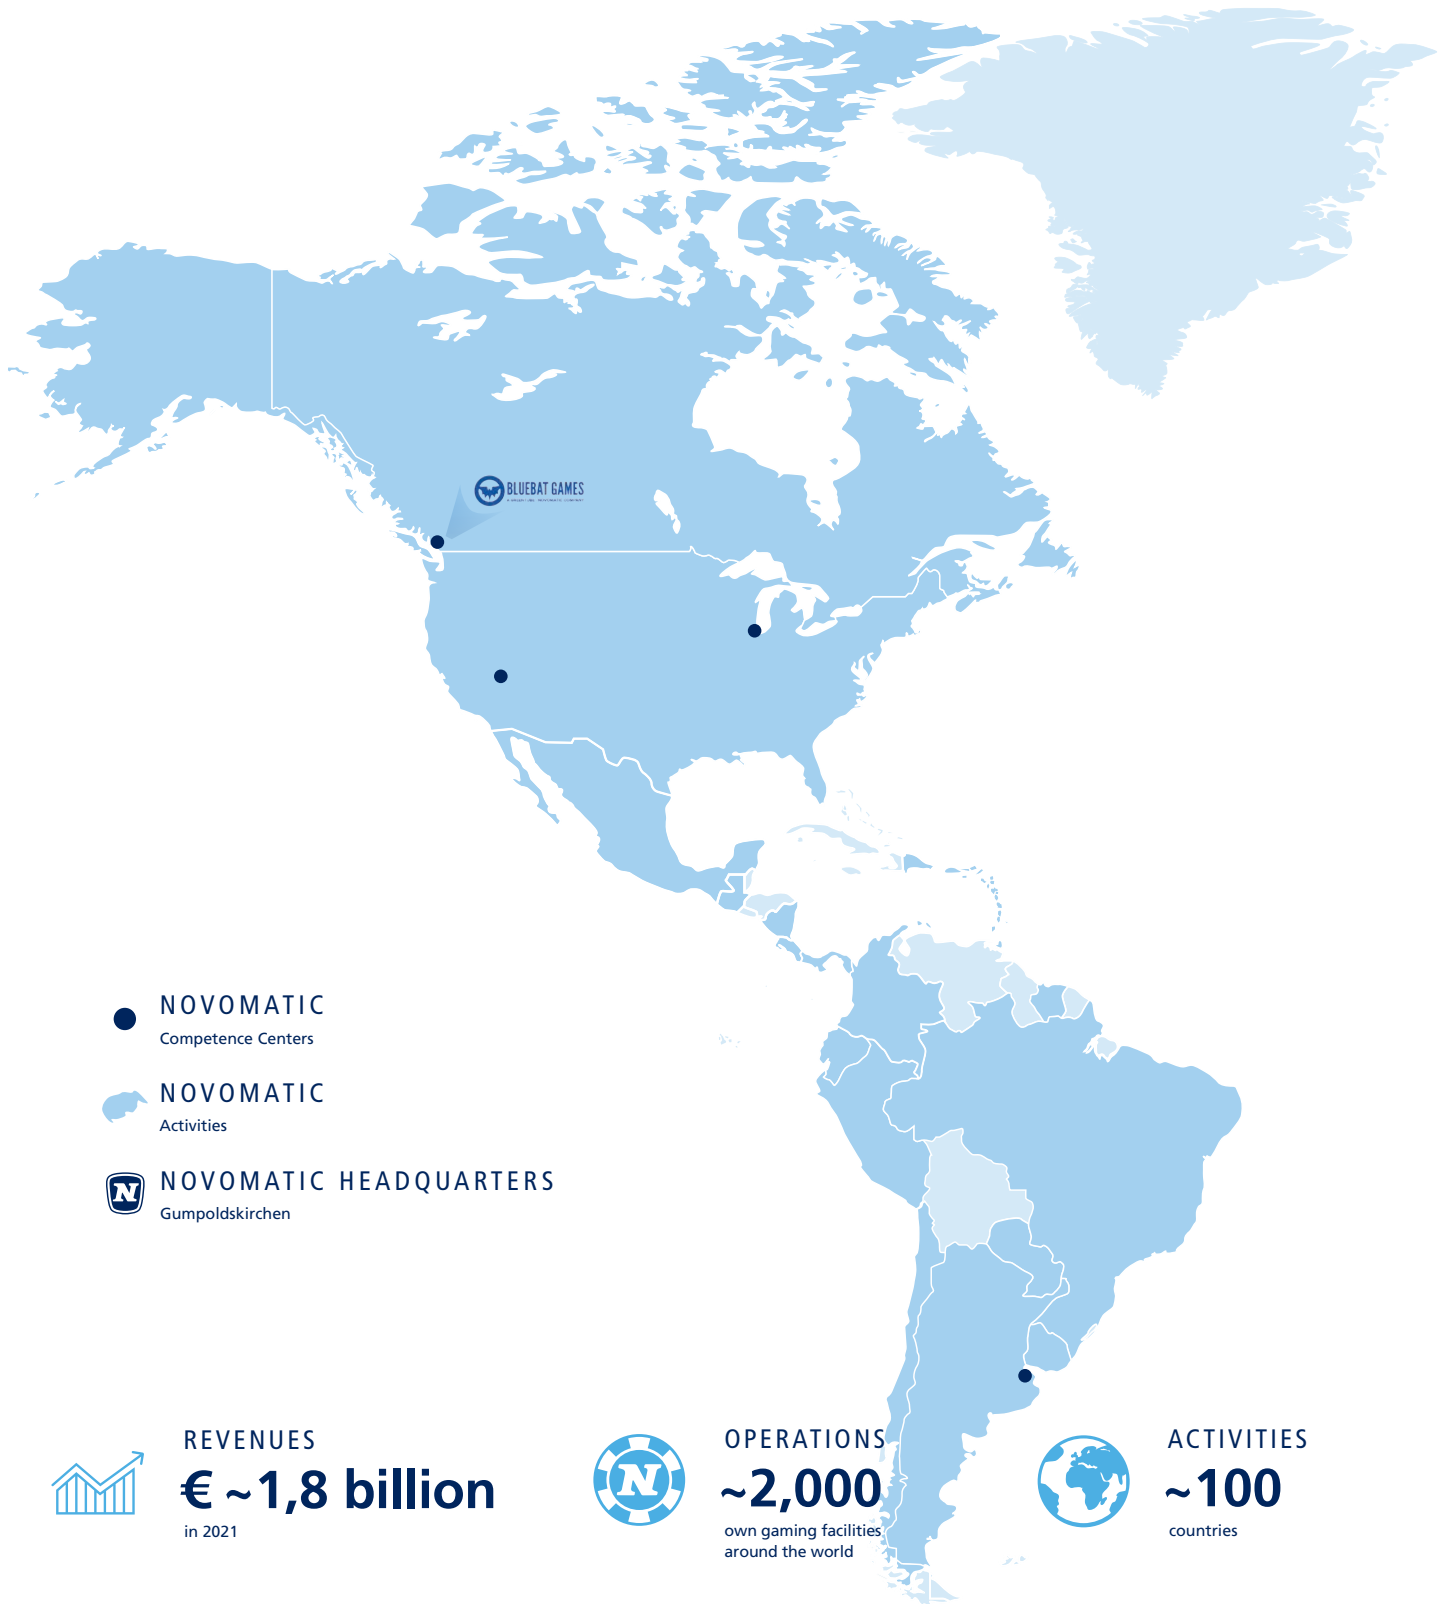 BLUEBAT GAMES
NOVOMATIC
Competence Centers
NOVOMATIC
Activities
N
NOVOMATIC HEADQUARTERS
Gumpoldskirchen
REVENUES
€ ~1,8 billion
in 2021
N
OPERATIONS
~2,000
own gaming facilities
around the world
ACTIVITIES
~100
countries